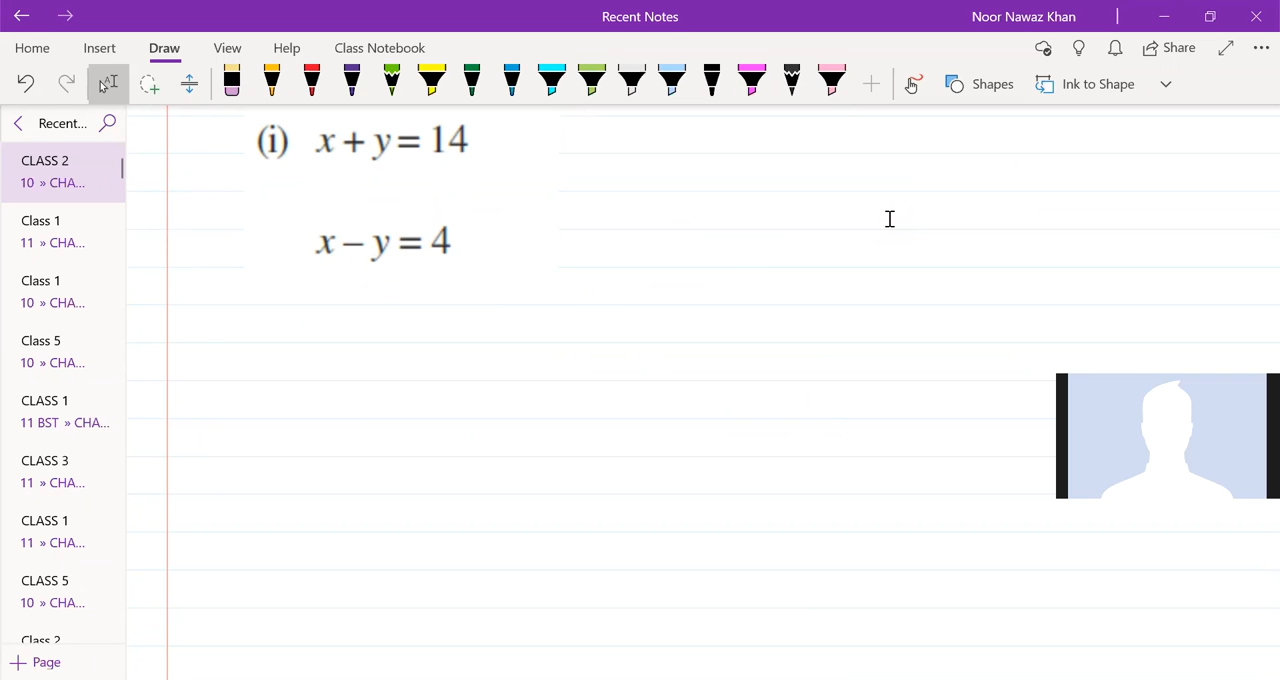 Recent Notes
Noor Nawaz Khan
Home
Insert
Draw
View
Help
Class Notebook
Share
Shapes
Ink to Shape
Recent...
CLASS 2
10 » CHA...
Class 1
11 » CHA...
Class 1
10 » CHA...
Class 5
10 » CHA...
CLASS 1
11 BST » CHA...
CLASS 3
11 » CHA...
CLASS 1
11 » CHA...
CLASS 5
10 » CHA...
Class 2
Page
(i) x + y = 14
x – y = 4